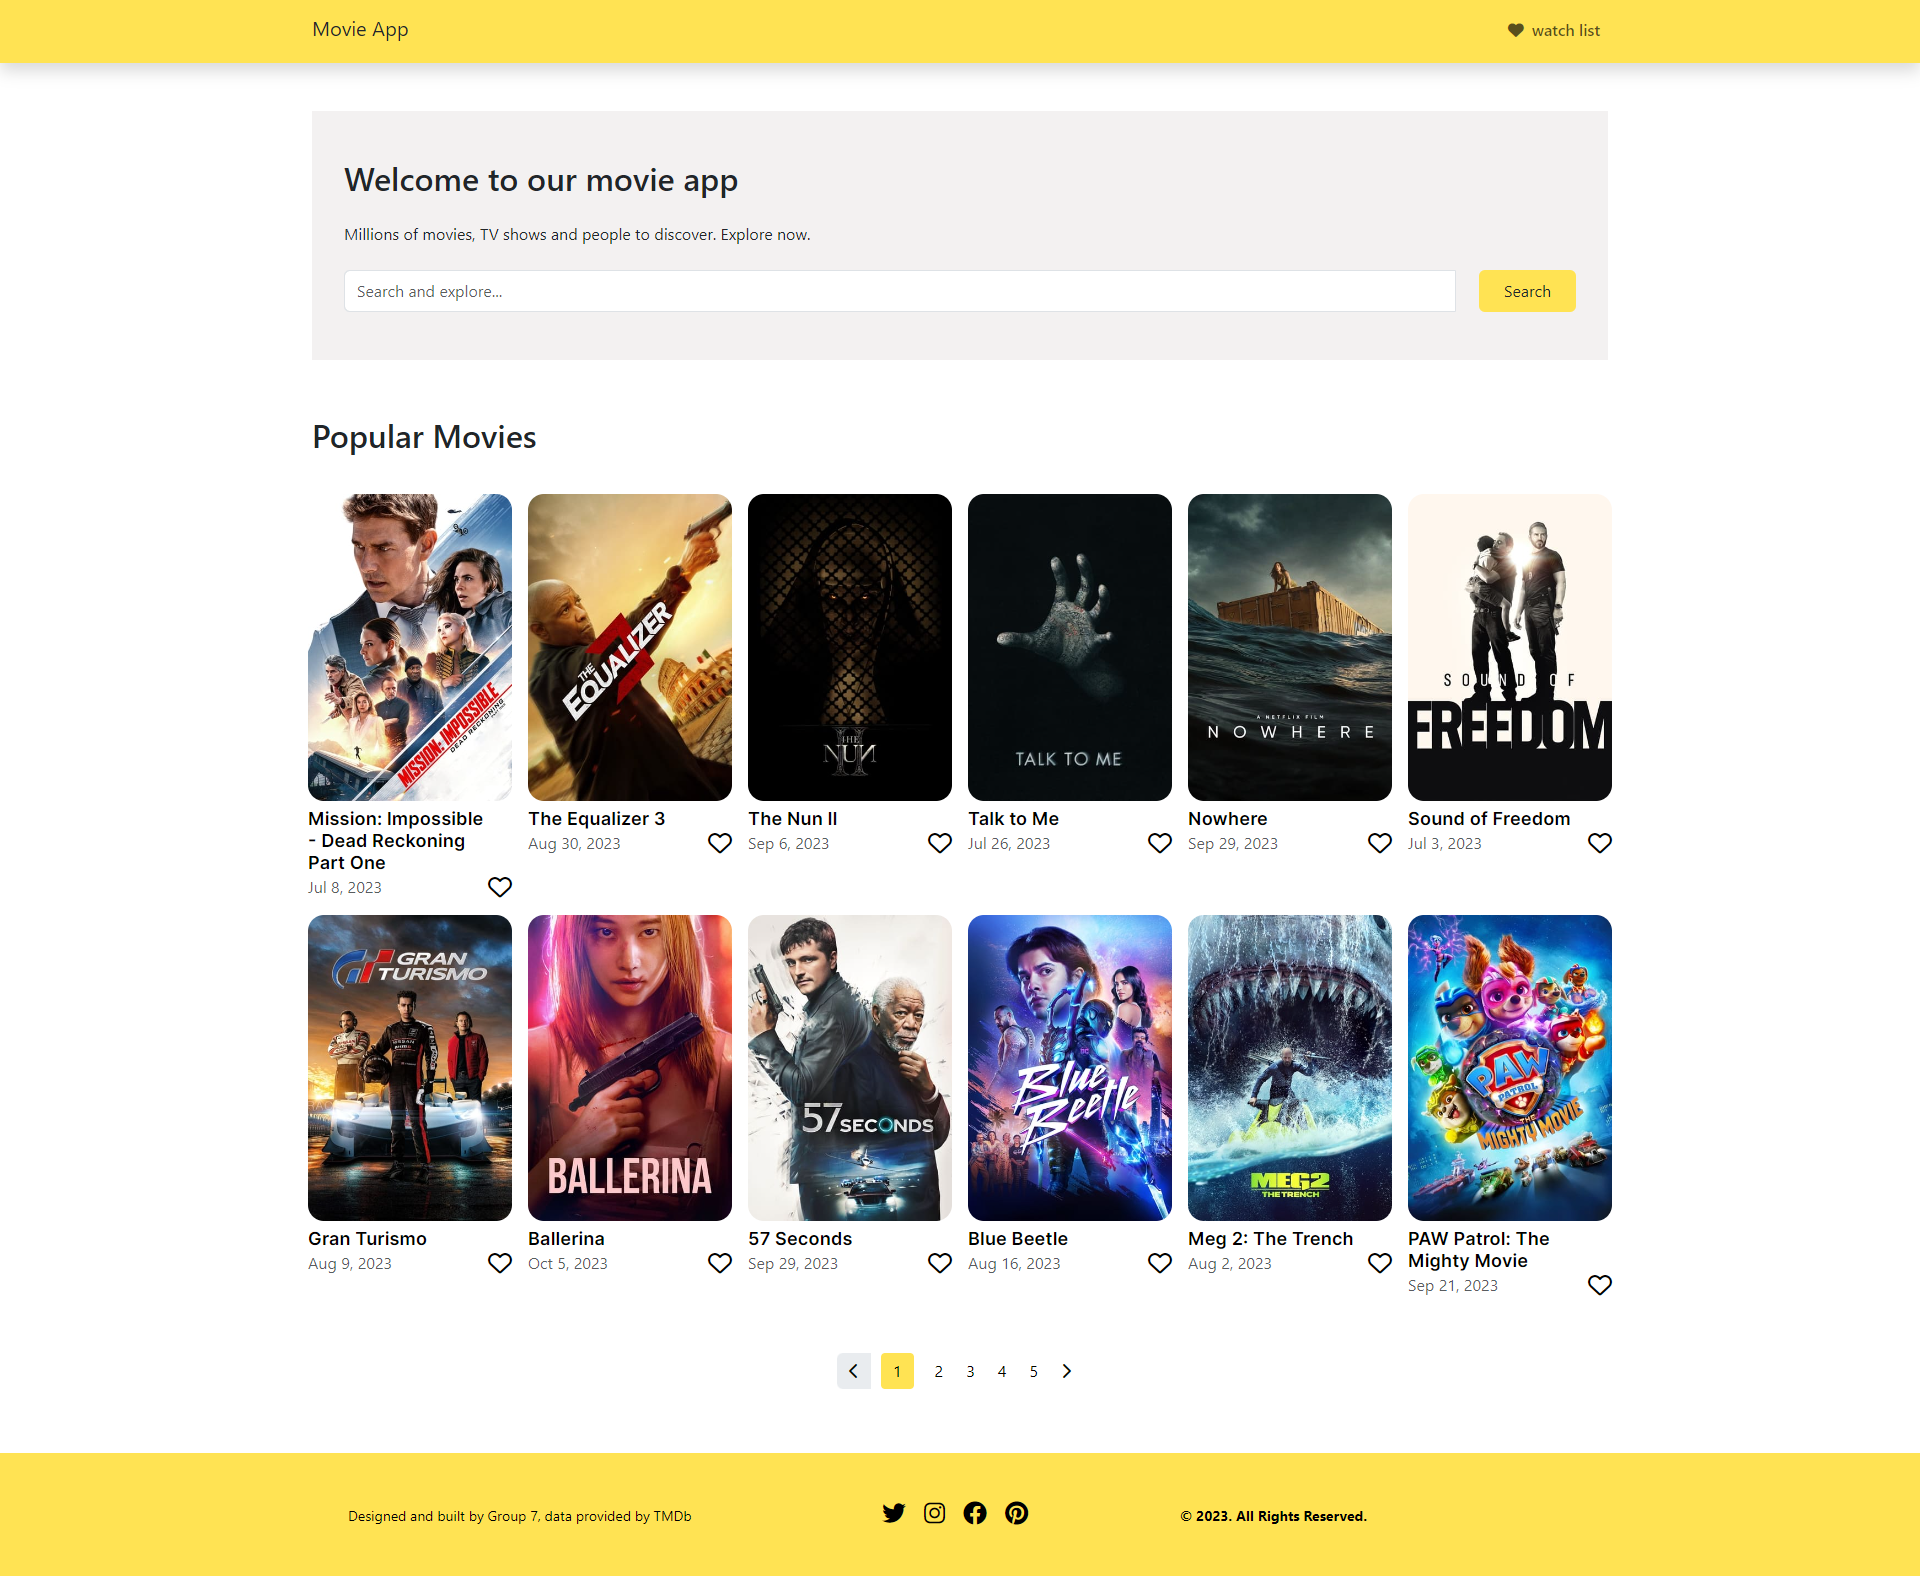 Movie App
watch list
Welcome to our movie app
Millions of movies, TV shows and people to discover. Explore now.
Search and explore...
Search
Popular Movies
MISSION: IMPOSSIBLE
DEAD RECKONING
THE
EQUALIZER
3
THE
II
NUN
TALK TO ME
A NETFLIX FILM
NOWHERE
SOUND OF
FREEDOM
Mission: Impossible
- Dead Reckoning
Part One
Jul 8, 2023
The Equalizer 3
Aug 30, 2023
The Nun II
Sep 6, 2023
Talk to Me
Jul 26, 2023
Nowhere
Sep 29, 2023
Sound of Freedom
Jul 3, 2023
GRAN
TURISMO
BALLERINA
57 SECONDS
DC
Blue
Beetle
MEG2
THE TRENCH
PAW
PATROL
THE
MIGHTY MOVIE
Gran Turismo
Aug 9, 2023
Ballerina
Oct 5, 2023
57 Seconds
Sep 29, 2023
Blue Beetle
Aug 16, 2023
Meg 2: The Trench
Aug 2, 2023
PAW Patrol: The
Mighty Movie
Sep 21, 2023
1 2 3 4 5
Designed and built by Group 7, data provided by TMDb
© 2023. All Rights Reserved.